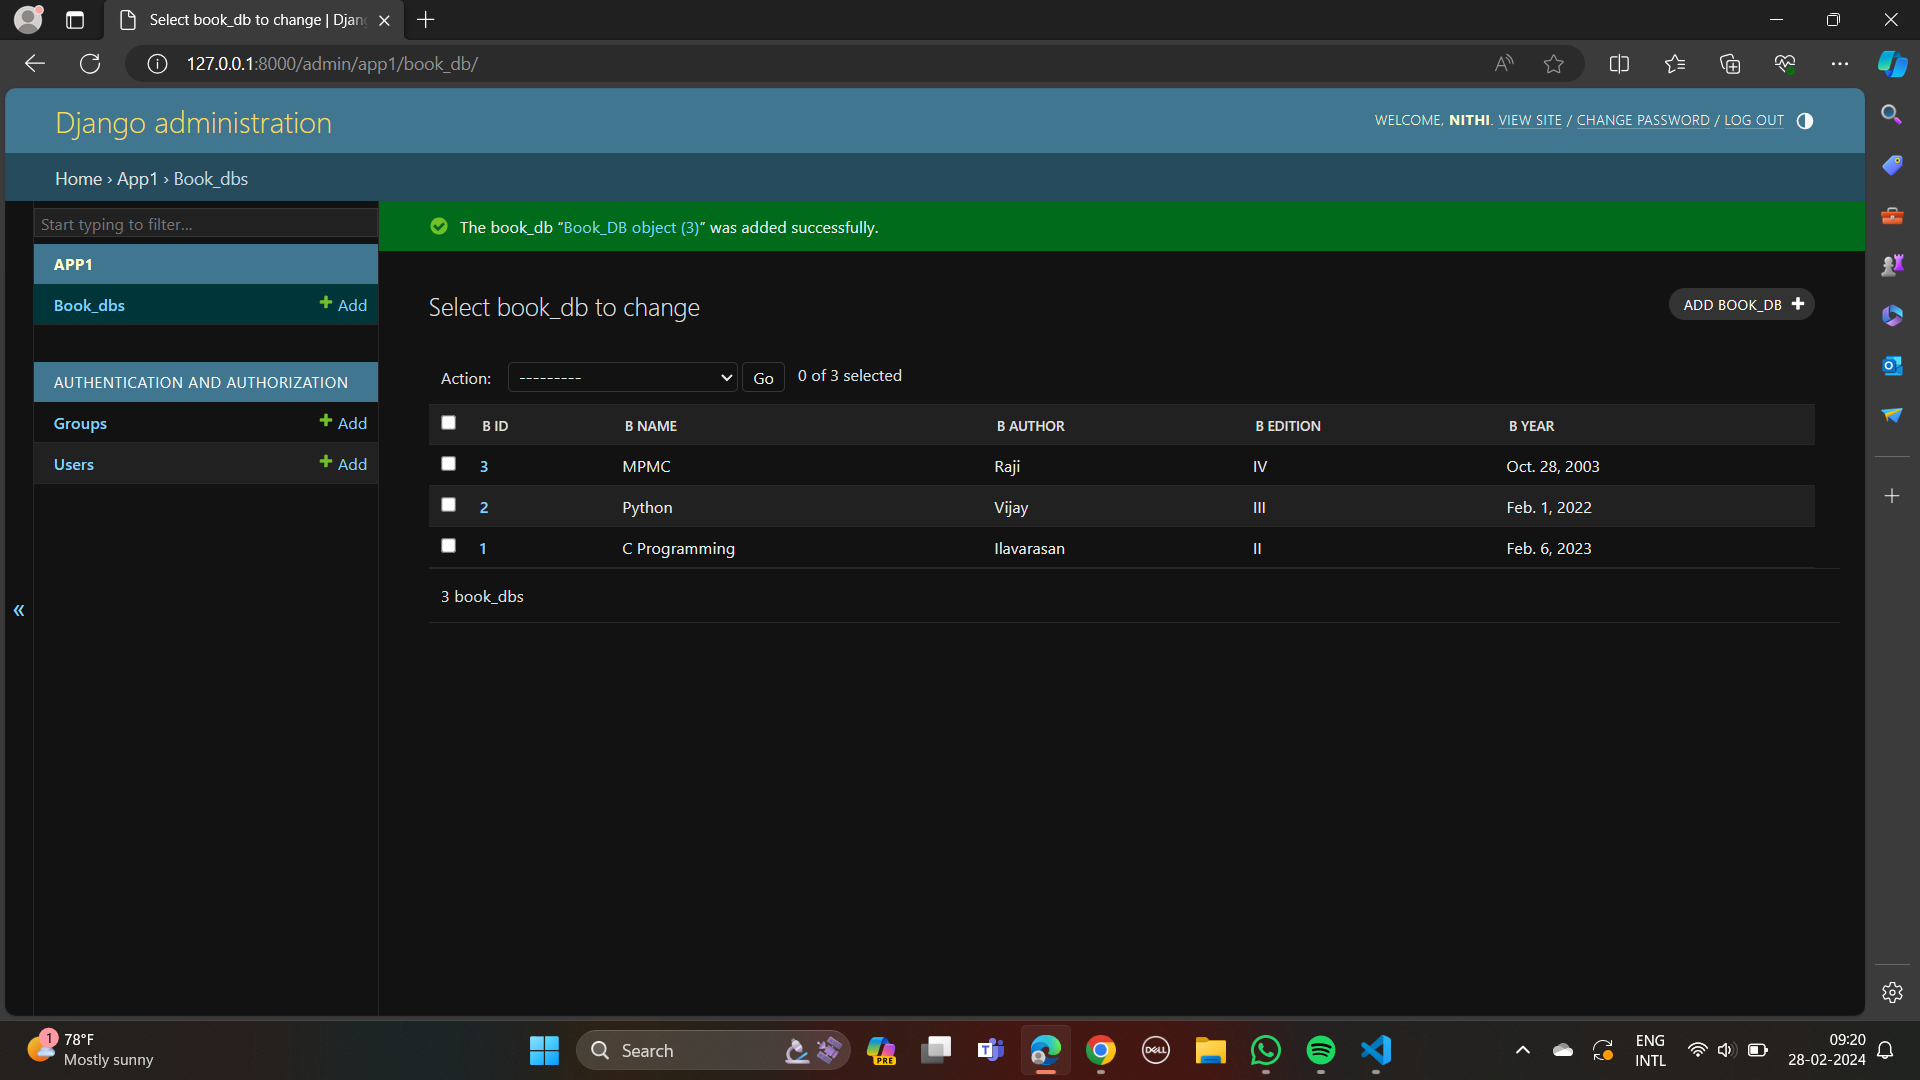 Select book_db to change | Djan
127.0.0.1:8000/admin/app1/book_db/
Django administration
WELCOME, NITHI. VIEW SITE / CHANGE PASSWORD / LOG OUT
Home › App1 › Book_dbs
Start typing to filter...
The book_db “Book_DB object (3)” was added successfully.
APP1
Book_dbs + Add
AUTHENTICATION AND AUTHORIZATION
Groups + Add
Users + Add
«
Select book_db to change
ADD BOOK_DB +
Action: --------- Go 0 of 3 selected
B ID B NAME B AUTHOR B EDITION B YEAR
3 MPMC Raji IV Oct. 28, 2003
2 Python Vijay III Feb. 1, 2022
1 C Programming Ilavarasan II Feb. 6, 2023
3 book_dbs
1
78°F
Mostly sunny
Search
PRE
DELL
ENG
INTL
09:20
28-02-2024